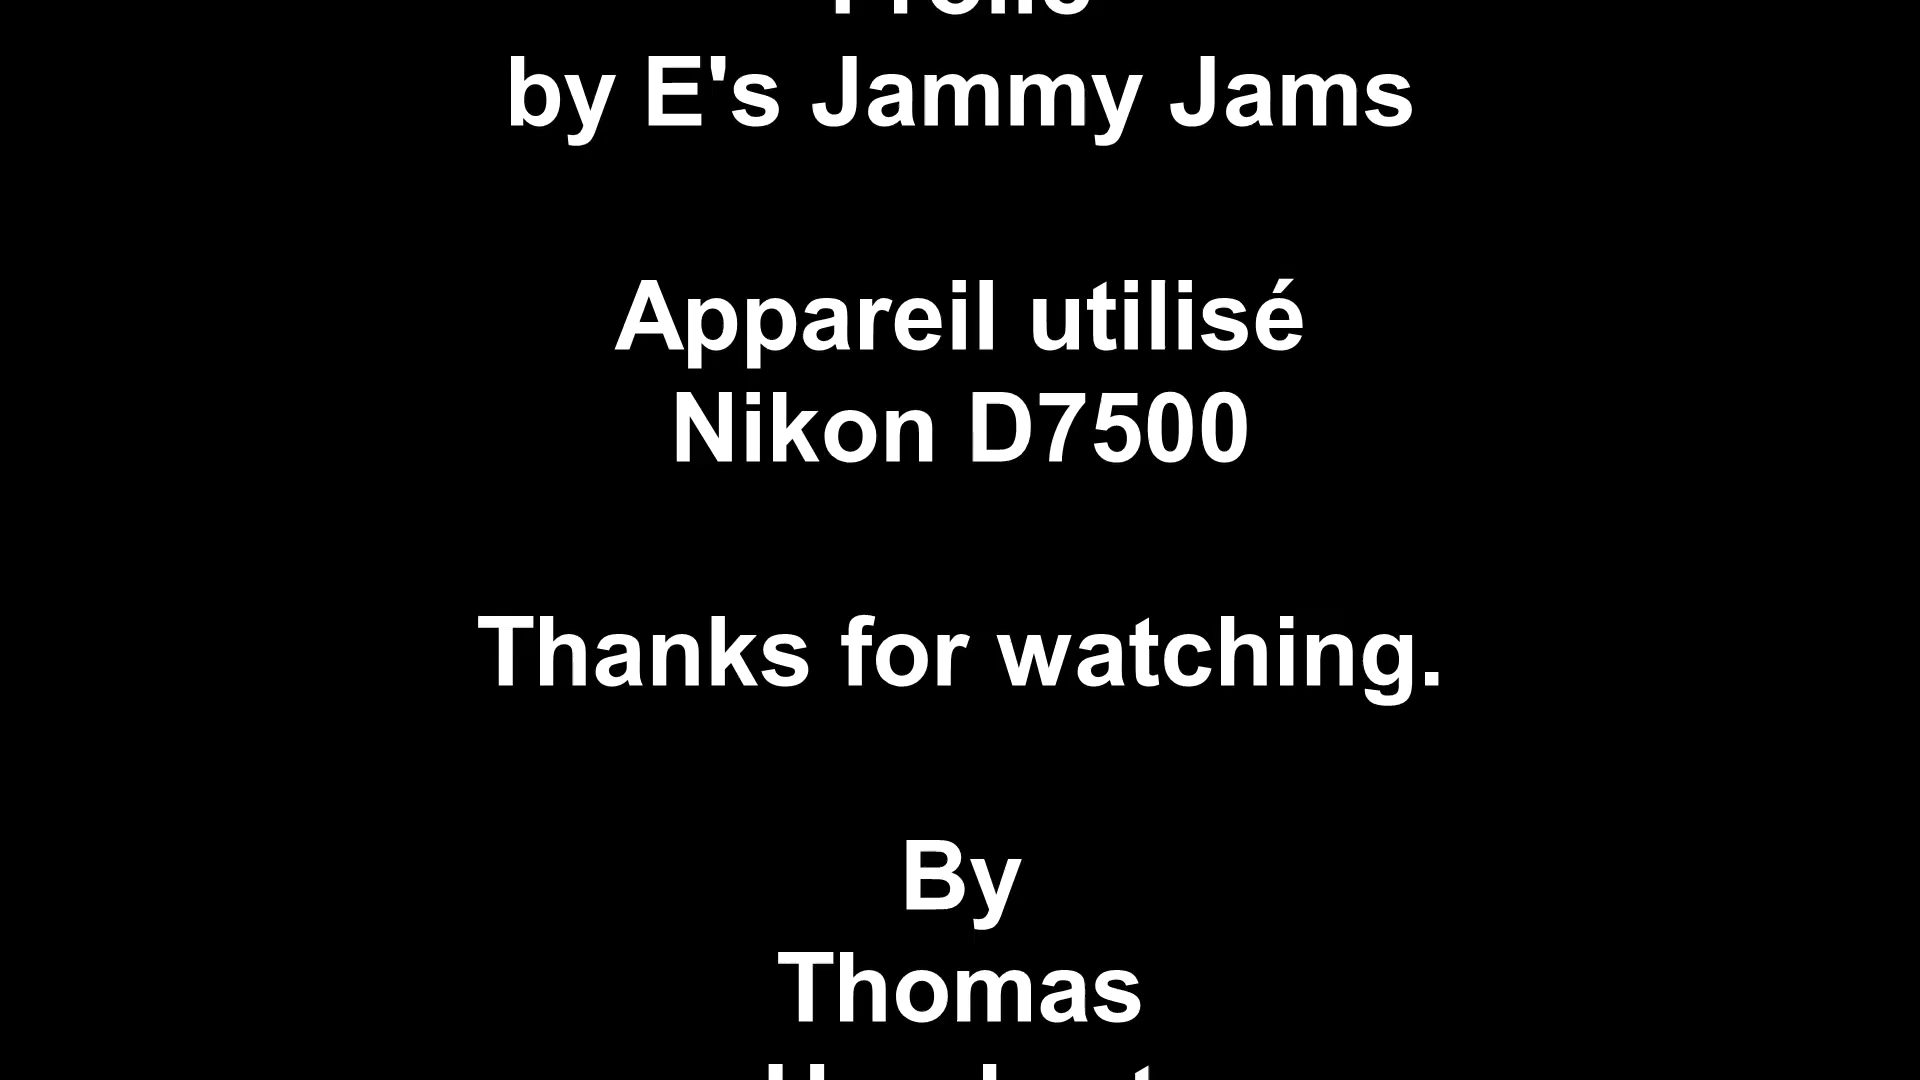 by E's Jammy Jams
Appareil utilisé
Nikon D7500
Thanks for watching.
By
Thomas